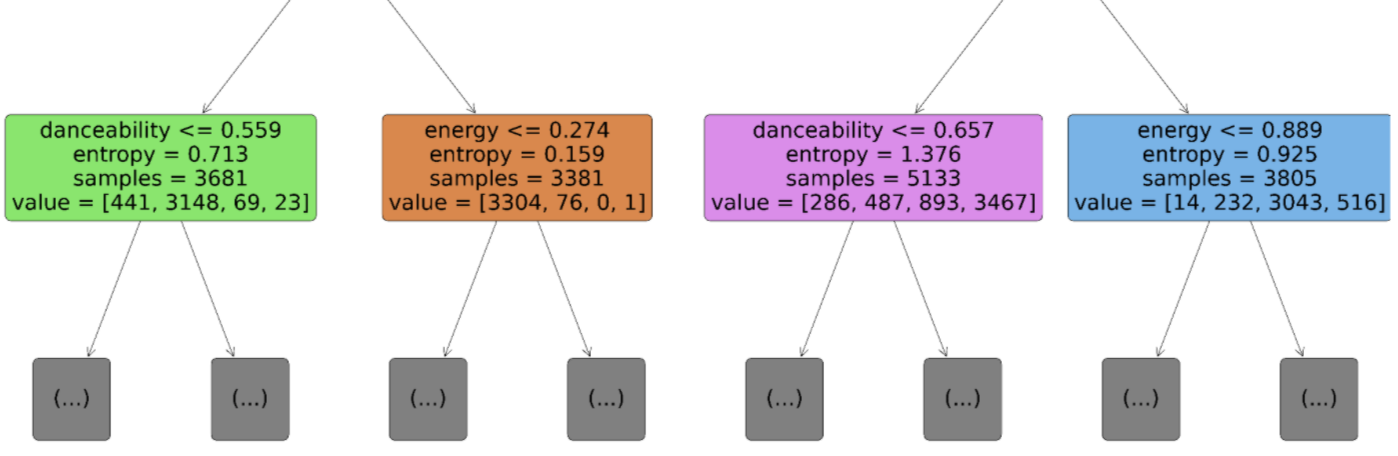 danceability <= 0.559
entropy = 0.713
samples = 3681
value = [441, 3148, 69, 23]
energy <= 0.274
entropy = 0.159
samples = 3381
value = [3304, 76, 0, 1]
danceability <= 0.657
entropy = 1.376
samples = 5133
value = [286, 487, 893, 3467]
energy <= 0.889
entropy = 0.925
samples = 3805
value = [14, 232, 3043, 516]
(...)
(...)
(...)
(...)
(...)
(...)
(...)
(...)